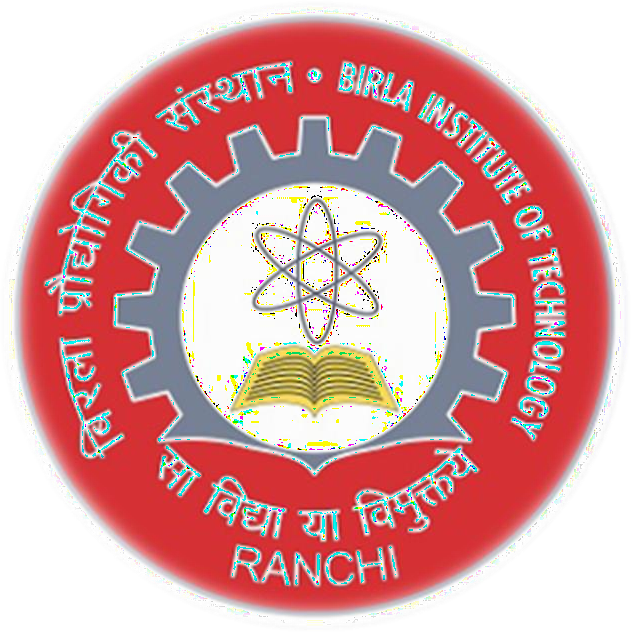 बिरला प्रौद्योगिकी संस्थान • BIRLA INSTITUTE OF TECHNOLOGY
सा विद्या या विमुक्तये
RANCHI